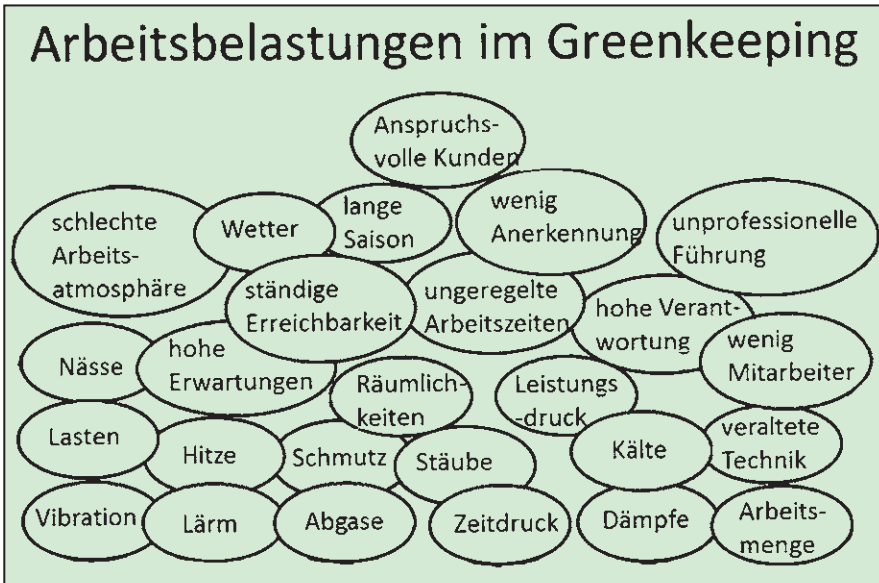 Arbeitsbelastungen im Greenkeeping
Anspruchs-
volle Kunden
schlechte
Arbeits-
atmosphäre
Wetter
lange
Saison
wenig
Anerkennung
unprofessionelle
Führung
ständige
Erreichbarkeit
ungeregelte
Arbeitszeiten
hohe Verant-
wortung
wenig
Mitarbeiter
Nässe
hohe
Erwartungen
Räumlich-
keiten
Leistungs
-druck
Lasten
Hitze
Schmutz
Stäube
Kälte
veraltete
Technik
Vibration
Lärm
Abgase
Zeitdruck
Dämpfe
Arbeits-
menge